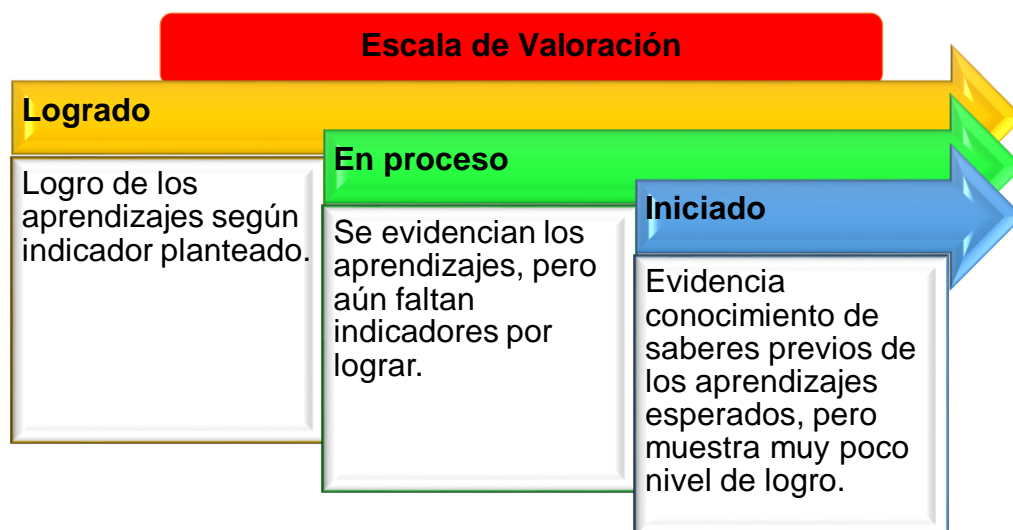 Escala de Valoración
Logrado
Logro de los
aprendizajes según
indicador planteado.
En proceso
Se evidencian los
aprendizajes, pero
aún faltan
indicadores por
lograr.
Iniciado
Evidencia
conocimiento de
saberes previos de
los aprendizajes
esperados, pero
muestra muy poco
nivel de logro.